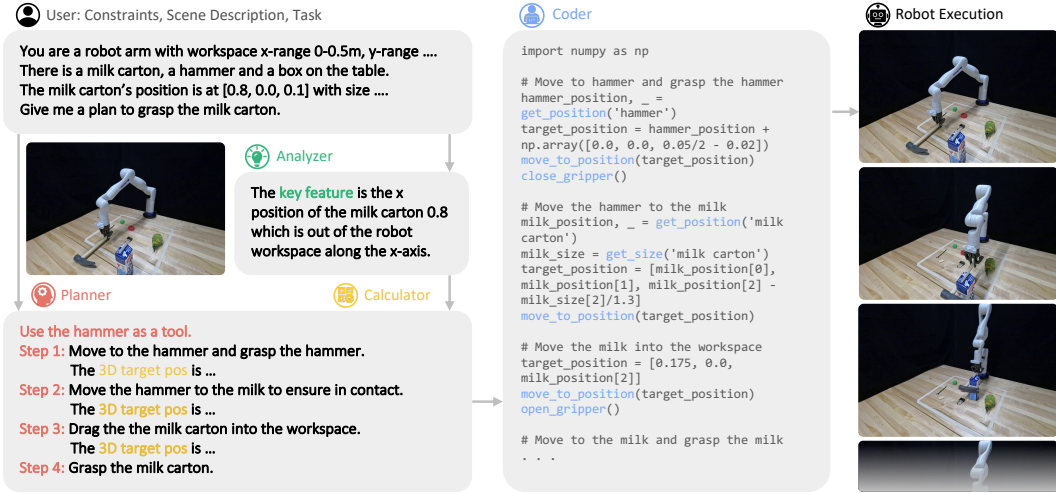 User: Constraints, Scene Description, Task
You are a robot arm with workspace x-range 0-0.5m, y-range ....
There is a milk carton, a hammer and a box on the table.
The milk carton's position is at [0.8, 0.0, 0.1] with size ....
Give me a plan to grasp the milk carton.
Analyzer
The key feature is the x
position of the milk carton 0.8
which is out of the robot
workspace along the x-axis.
Planner
Calculator
Use the hammer as a tool.
Step 1: Move to the hammer and grasp the hammer.
The 3D target pos is ...
Step 2: Move the hammer to the milk to ensure in contact.
The 3D target pos is ...
Step 3: Drag the the milk carton into the workspace.
The 3D target pos is ...
Step 4: Grasp the milk carton.
Coder
import numpy as np
# Move to hammer and grasp the hammer
hammer_position, _ =
get_position('hammer')
target_position = hammer_position +
np.array([0.0, 0.0, 0.05/2 - 0.02])
move_to_position(target_position)
close_gripper()
# Move the hammer to the milk
milk_position, _ = get_position('milk
carton')
milk_size = get_size('milk carton')
target_position = [milk_position[0],
milk_position[1], milk_position[2] -
milk_size[2]/1.3]
move_to_position(target_position)
# Move the milk into the workspace
target_position = [0.175, 0.0,
milk_position[2]]
move_to_position(target_position)
open_gripper()
# Move to the milk and grasp the milk
. . .
Robot Execution